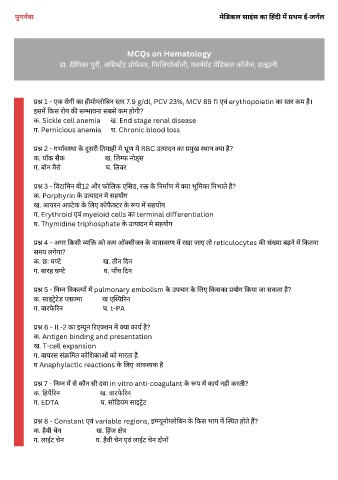 पुनर्नवा
मेडिकल साइंस का हिंदी में प्रथम ई-जर्नल
MCQs on Hematology
डा. दीपिका पुरी, असिस्टेंट प्रोफेसर, फिजियोलॉजी, गवर्नमेंट मेडिकल कॉलेज, हल्द्वानी
प्रश्न 1 - एक रोगी का हीमोग्लोबिन स्तर 7.9 g/dl, PCV 23%, MCV 89 fl एवं erythopoietin का स्तर कम है।
इसमें किस रोग की सम्भावना सबसे कम होगी?
क. Sickle cell anemia ख. End stage renal disease
ग. Pernicious anemia घ. Chronic blood loss
प्रश्न 2 - गर्भावस्था के दूसरी तिमाही मे भ्रूण में RBC उत्पादन का प्रमुख स्थान क्या है?
क. यॉक सैक ख. लिम्फ नोड्स
ग. बोन मैरो घ. लिवर
प्रश्न 3 - विटामिन बी12 और फोलिक एसिड, रक्त के निर्माण में क्या भूमिका निभाते है?
क. Porphyrin के उत्पादन मे सहयोग
ख. आयरन अपटेक के लिए कोफैक्टर के रूप में सहयोग
ग. Erythroid एवं myeloid cells का terminal differentiation
घ. Thymidine triphosphate के उत्पादन मे सहयोग
प्रश्न 4 - अगर किसी व्यक्ति को कम ऑक्सीजन के वातावरण में रखा जाए तो reticulocytes की संख्या बढ़ने में कितना
समय लगेगा?
क. छः घण्टे ख. तीन दिन
ग. बारह घण्टे घ. पाँच दिन
प्रश्न 5 - निम्न विकल्पों में pulmonary embolism के उपचार के लिए किसका प्रयोग किया जा सकता है?
क. साइट्रेटेड प्लाज्मा ख एस्पिरिन
ग. वारफेरिन घ. t-PA
प्रश्न 6 - IL-2 का इम्यून रिएक्शन में क्या कार्य है?
क. Antigen binding and presentation
ख. T-cell expansion
ग. वायरस संक्रमित कोशिकाओं को मारता है
घ Anaphylactic reactions के लिए आवश्यक है
प्रश्न 7 - निम्न में से कौन सी दवा in vitro anti-coagulant के रूप में कार्य नही करती?
क. हिपैरिन ख. वारफेरिन
ग. EDTA घ. सोडियम साइट्रेट
प्रश्न 8 - Constant एवं variable regions, इम्यूनोग्लोबिन के किस भाग में स्थित होते हैं?
क. हैवी चेन ख. हिंज क्षेत्र
ग. लाईट चेन घ. हैवी चेन एवं लाईट चेन दोनों